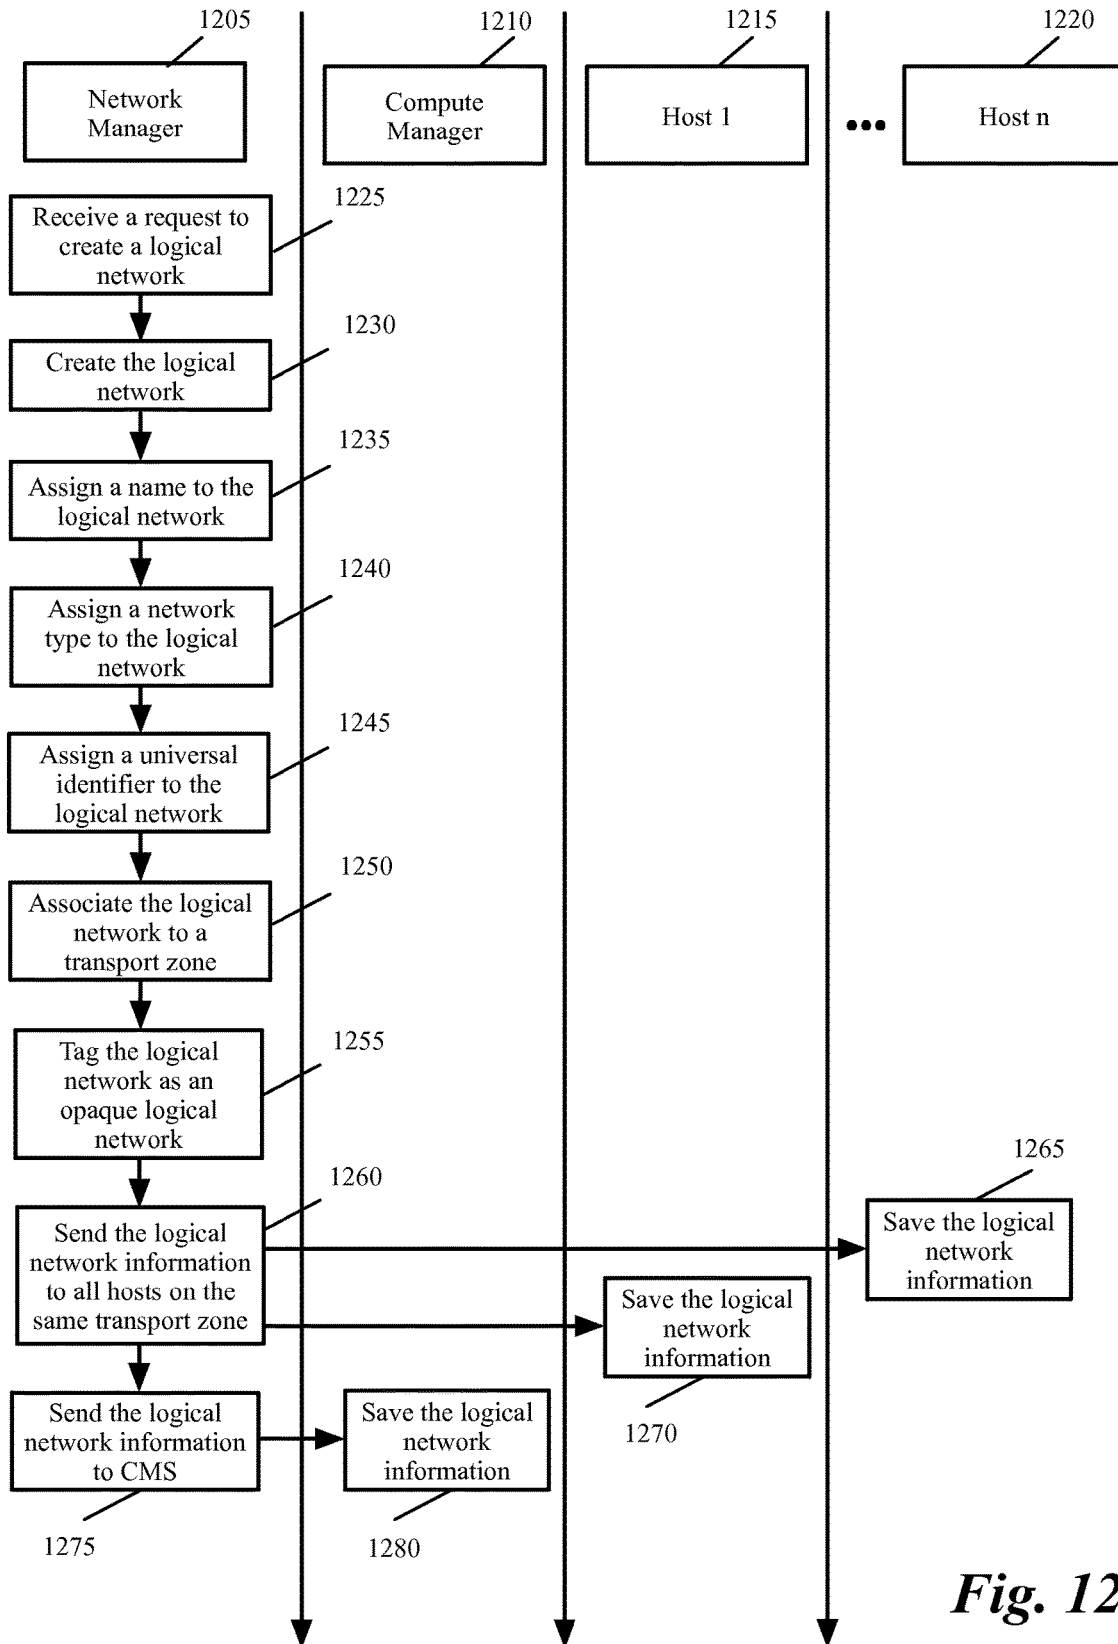 1205
1210
1215
1220
Network
Manager
Compute
Manager
Host 1
•••
Host n
1225
Receive a request to
create a logical
network
1230
Create the logical
network
1235
Assign a name to the
logical network
1240
Assign a network
type to the logical
network
1245
Assign a universal
identifier to the
logical network
1250
Associate the logical
network to a
transport zone
1255
Tag the logical
network as an
opaque logical
network
1260
Send the logical
network information
to all hosts on the
same transport zone
1265
Save the logical
network
information
Save the logical
network
information
1270
Send the logical
network information
to CMS
1275
Save the logical
network
information
1280
Fig. 12